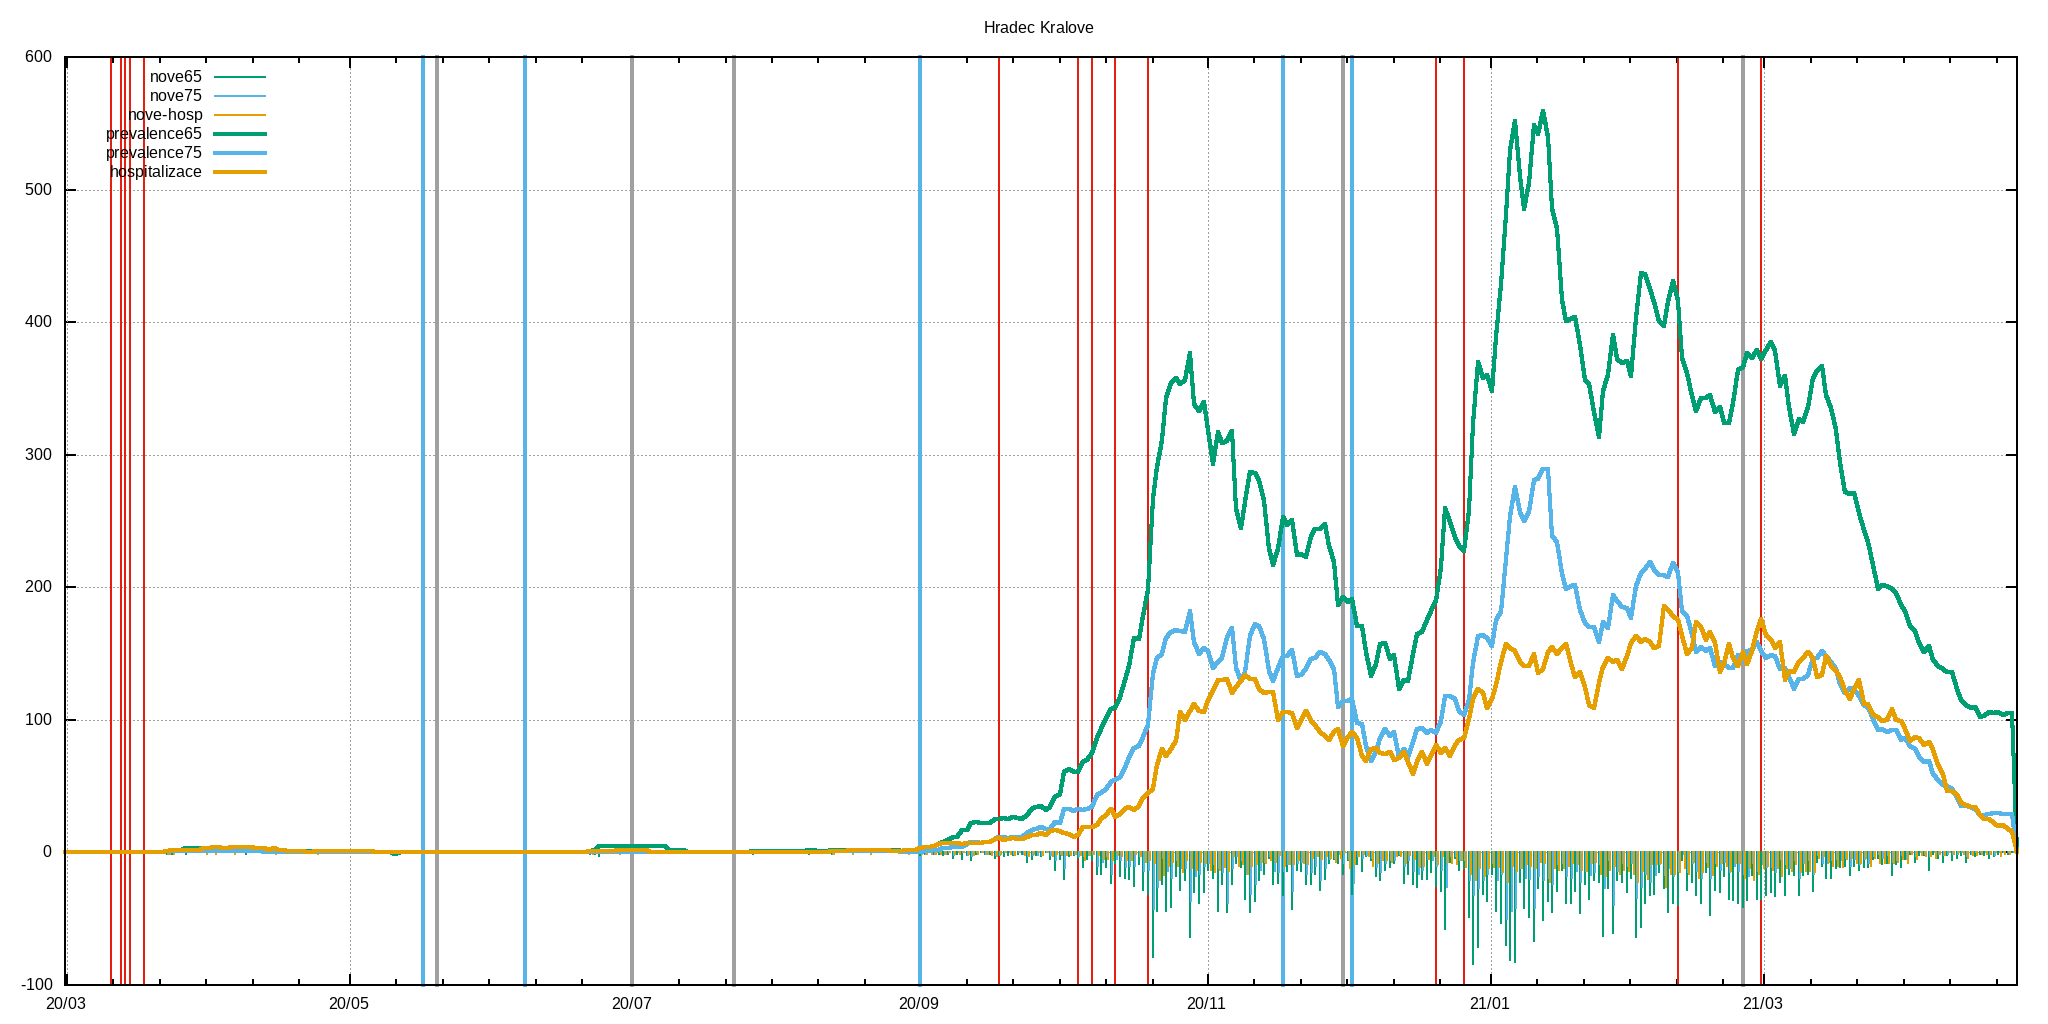 Hradec Kralove
600
500
400
300
200
100
0
-100
nove65
nove75
nove-hosp
prevalence65
prevalence75
hospitalizace
20/03 20/05 20/07 20/09 20/11 21/01 21/03